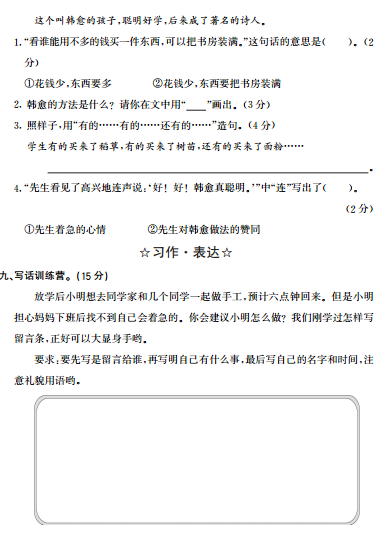 这个叫韩愈的孩子,聪明好学,后来成了著名的诗人。
1.“看谁能用不多的钱买一件东西,可以把书房装满。”这句话的意思是( )。(2
分)
①花钱少,东西要多 ②花钱少,东西要把书房装满
2. 韩愈的方法是什么？请你在文中用“____”画出。(3分)
3. 照样子,用“有的……有的……还有的……”造句。(4分)
学生有的买来了稻草,有的买来了树苗,还有的买来了面粉……
。
4.“先生看见了高兴地连声说:‘好！好！韩愈真聪明。’”中“连”写出了( )。
(2分)
①先生着急的心情 ②先生对韩愈做法的赞同
☆习作·表达☆
九、写话训练营。(15分)
放学后小明想去同学家和几个同学一起做手工,预计六点钟回来。但是小明
担心妈妈下班后找不到自己会着急的。你会建议小明怎么做？我们刚学过怎样写
留言条,正好可以大显身手哟。
要求:要先写是留言给谁,再写明自己有什么事,最后写自己的名字和时间,注
意礼貌用语哟。